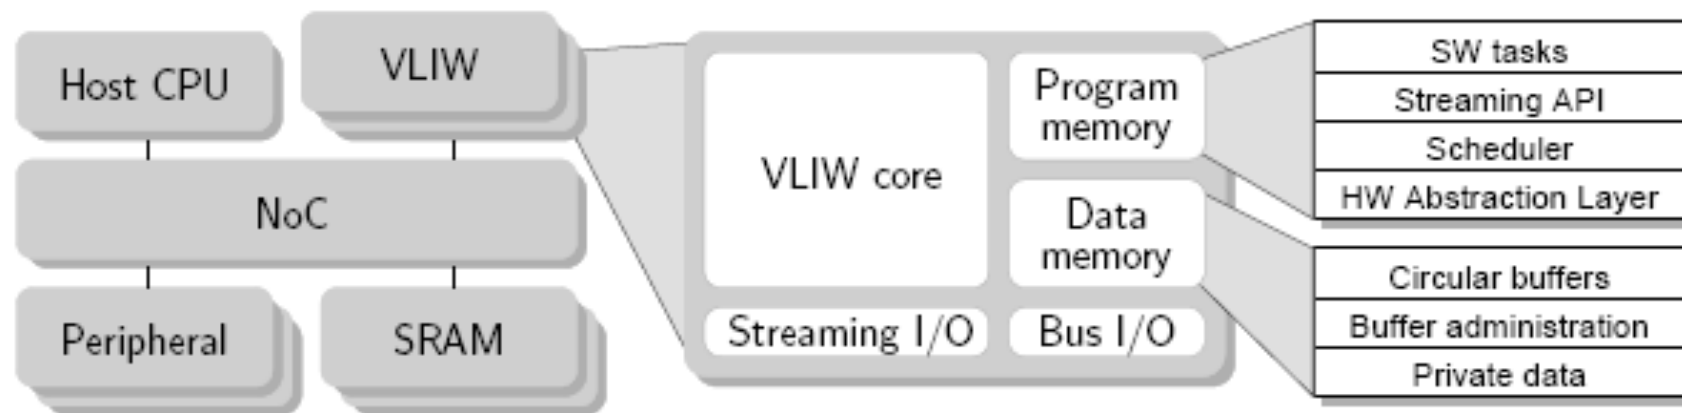 Host CPU
VLIW
NoC
Peripheral
SRAM
VLIW core
Program
memory
Data
memory
Streaming I/O
Bus I/O
SW tasks
Streaming API
Scheduler
HW Abstraction Layer
Circular buffers
Buffer administration
Private data